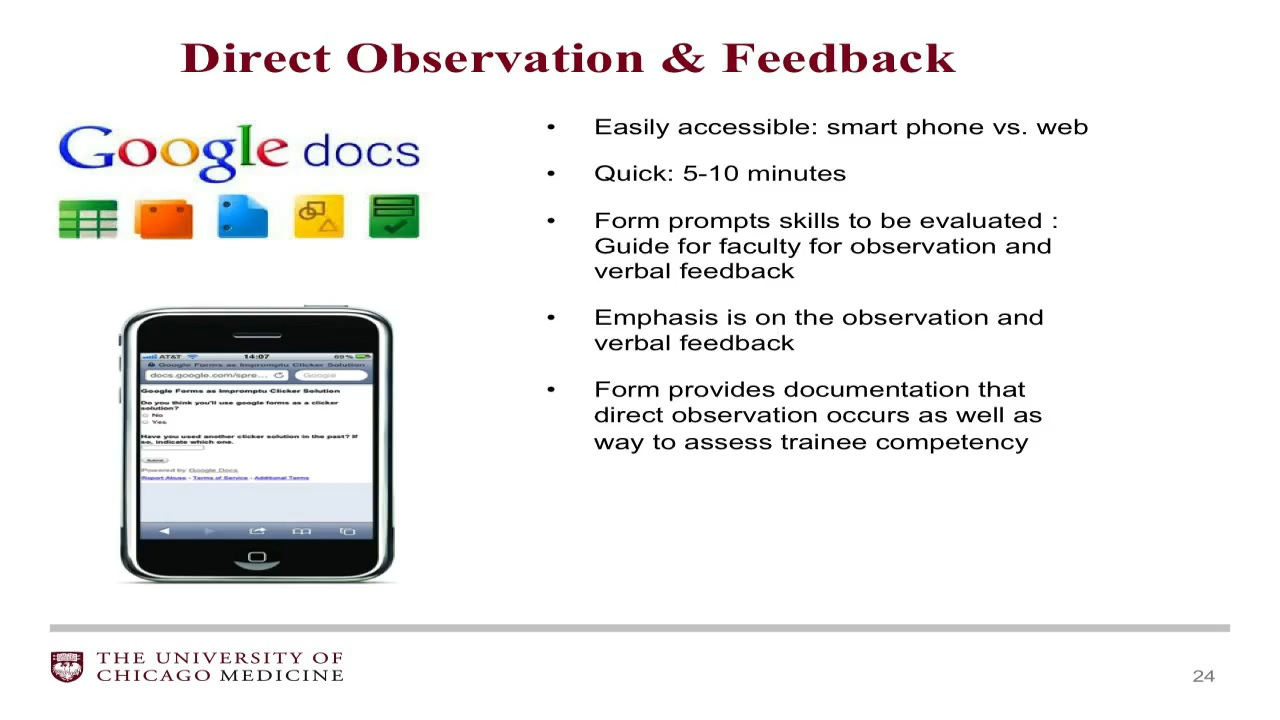 Direct Observation & Feedback
Google docs
• Easily accessible: smart phone vs. web
• Quick: 5-10 minutes
• Form prompts skills to be evaluated :
Guide for faculty for observation and
verbal feedback
• Emphasis is on the observation and
verbal feedback
• Form provides documentation that
direct observation occurs as well as
way to assess trainee competency
AT&T 14:07 69%
Google Forms as Impromptu Clicker Solution
docs.google.com/spre... Google
Google Forms as Impromptu Clicker Solution
Do you think you'll use google forms as a clicker
solution?
No
Yes
Have you used another clicker solution in the past? If
so, indicate which one.
Submit
Powered by Google Docs
Report Abuse - Terms of Service - Additional Terms
THE UNIVERSITY OF
CHICAGO MEDICINE
24